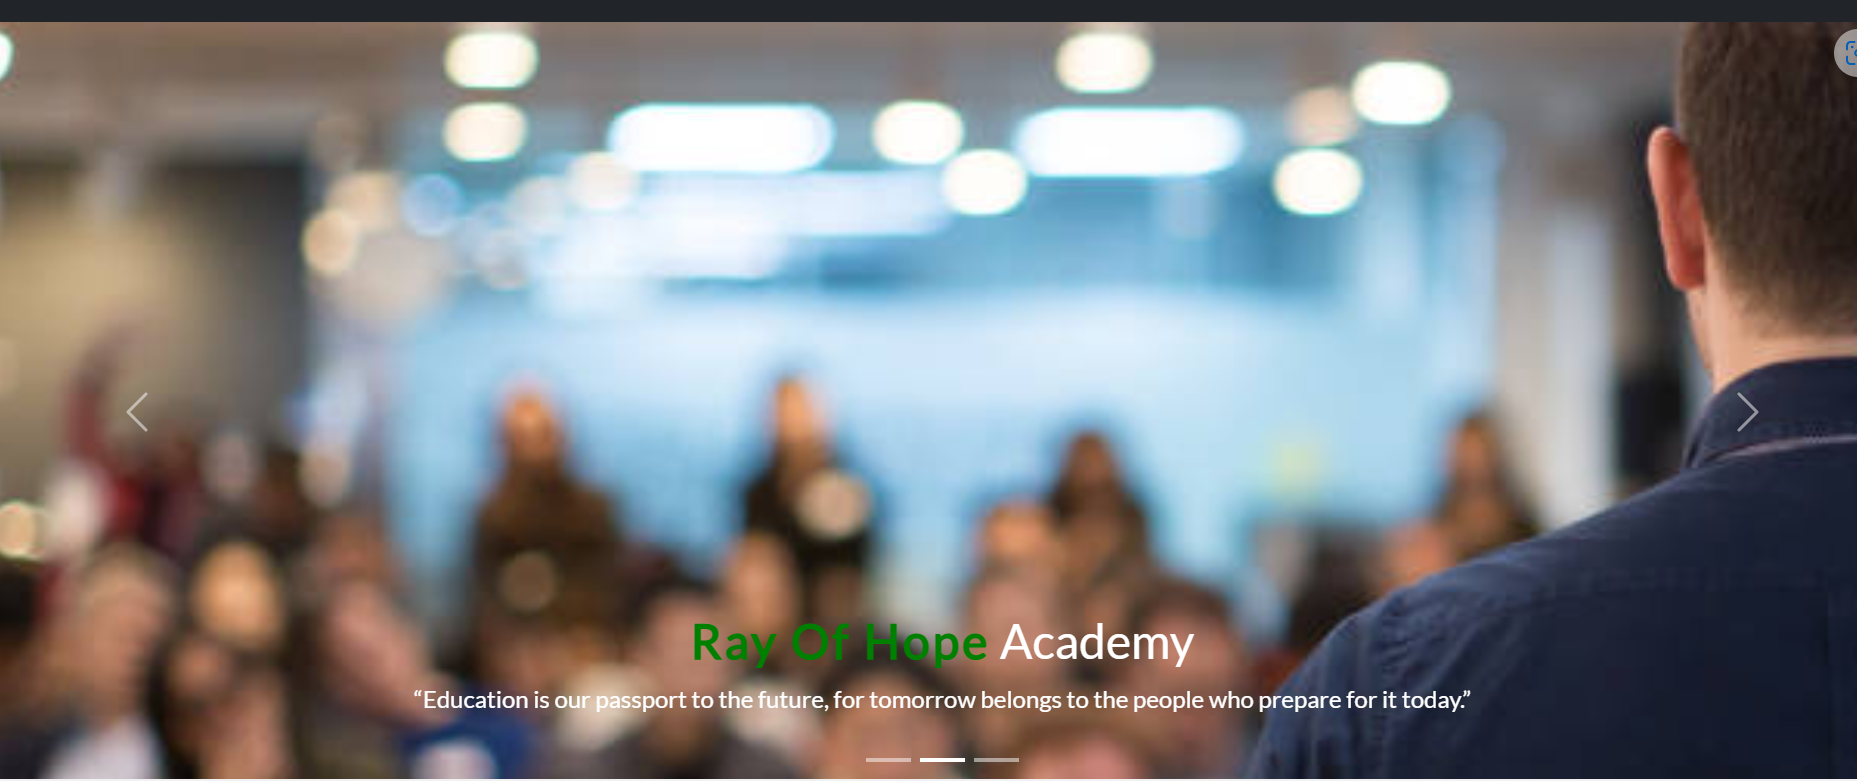 Ray Of Hope Academy
“Education is our passport to the future, for tomorrow belongs to the people who prepare for it today.”